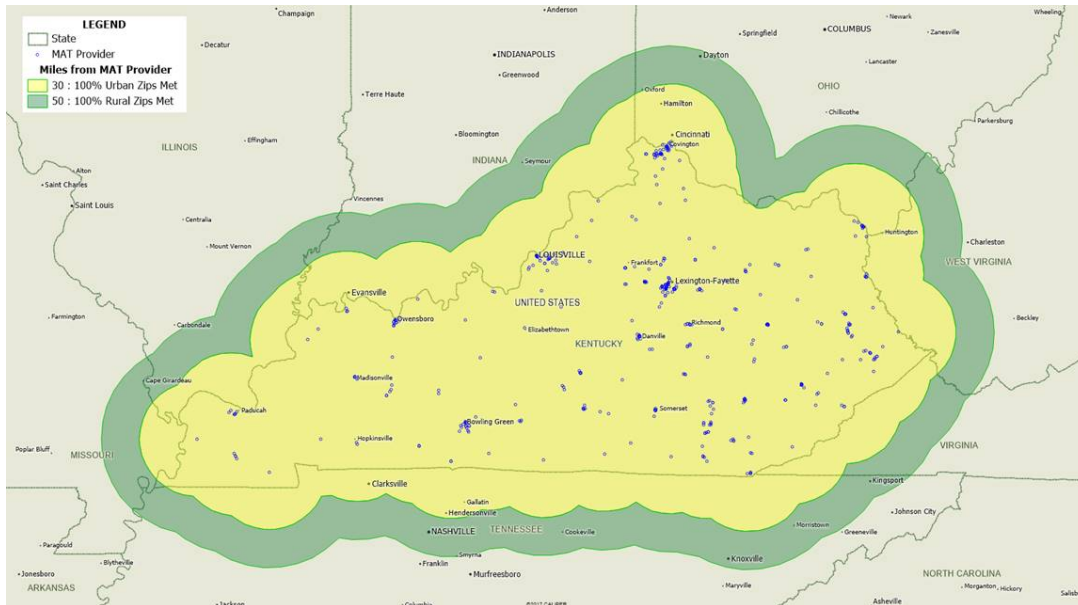 LEGEND
State
MAT Provider
Miles from MAT Provider
30 : 100% Urban Zips Met
50 : 100% Rural Zips Met
Champaign
Anderson
Newark
Wheeling
Decatur
INDIANAPOLIS
Springfield
COLUMBUS
Zanesville
Greenwood
Dayton
Lancaster
Terre Haute
Oxford
OHIO
Hamilton
Chillicothe
Effingham
Bloomington
Cincinnati
Parkersburg
ILLINOIS
INDIANA
Covington
Seymour
Alton
Saint Charles
Vincennes
Saint Louis
Centralia
Huntington
Charleston
Mount Vernon
LOUISVILLE
Frankfort
WEST VIRGINIA
Lexington-Fayette
Evansville
UNITED STATES
Farmington
Carbondale
Owensboro
Elizabethtown
Richmond
Beckley
Danville
KENTUCKY
Cape Girardeau
Madisonville
Paducah
Somerset
Bowling Green
Hopkinsville
Poplar Bluff
MISSOURI
VIRGINIA
Clarksville
Kingsport
Gallatin
Hendersonville
Johnson City
NASHVILLE
TENNESSEE
Cookeville
Morristown
Greeneville
Paragould
Smyrna
Knoxville
Blytheville
Franklin
Jonesboro
Murfreesboro
NORTH CAROLINA
ARKANSAS
Maryville
Morganton
Hickory
Jackson
Columbia
Asheville
Salisb